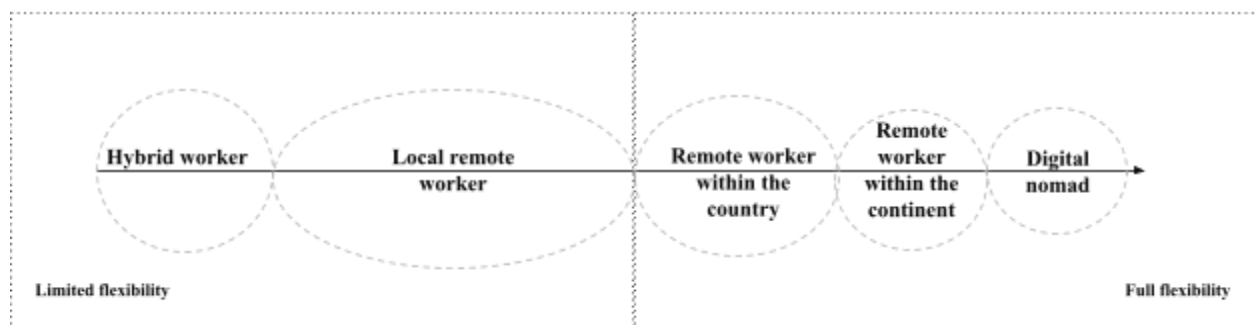 Hybrid worker
Local remote
worker
Remote worker
within the
country
Remote
worker
within the
continent
Digital
nomad
Limited flexibility
Full flexibility